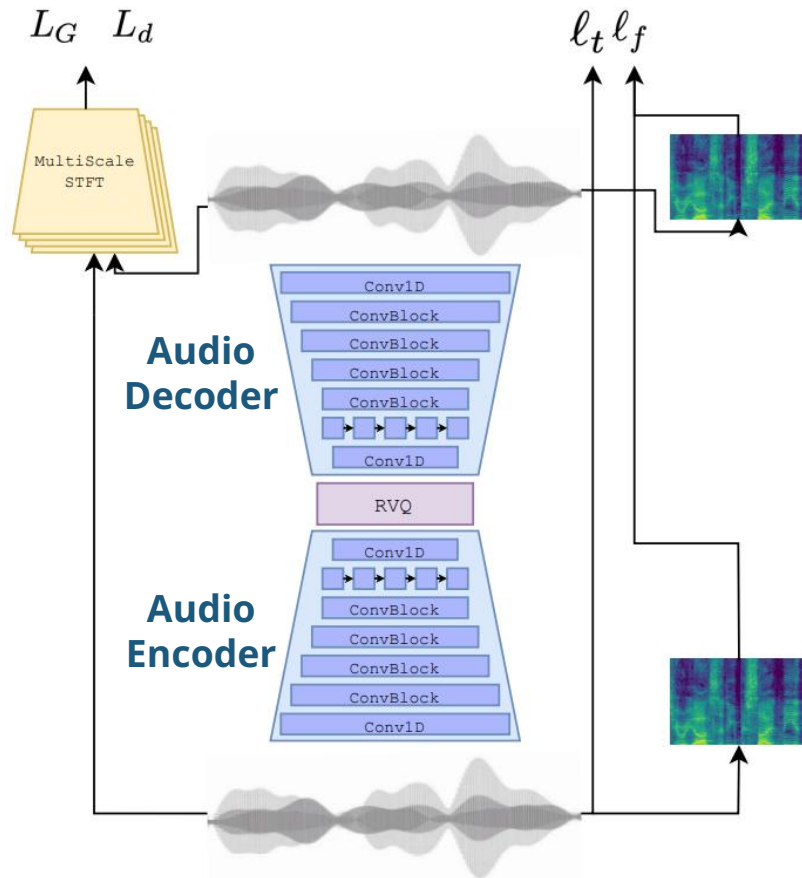 L_G L_d
ℓ_t ℓ_f
MultiScale
STFT
Conv1D
ConvBlock
ConvBlock
ConvBlock
ConvBlock
Conv1D
Audio
Decoder
RVQ
Conv1D
ConvBlock
ConvBlock
ConvBlock
ConvBlock
Conv1D
Audio
Encoder